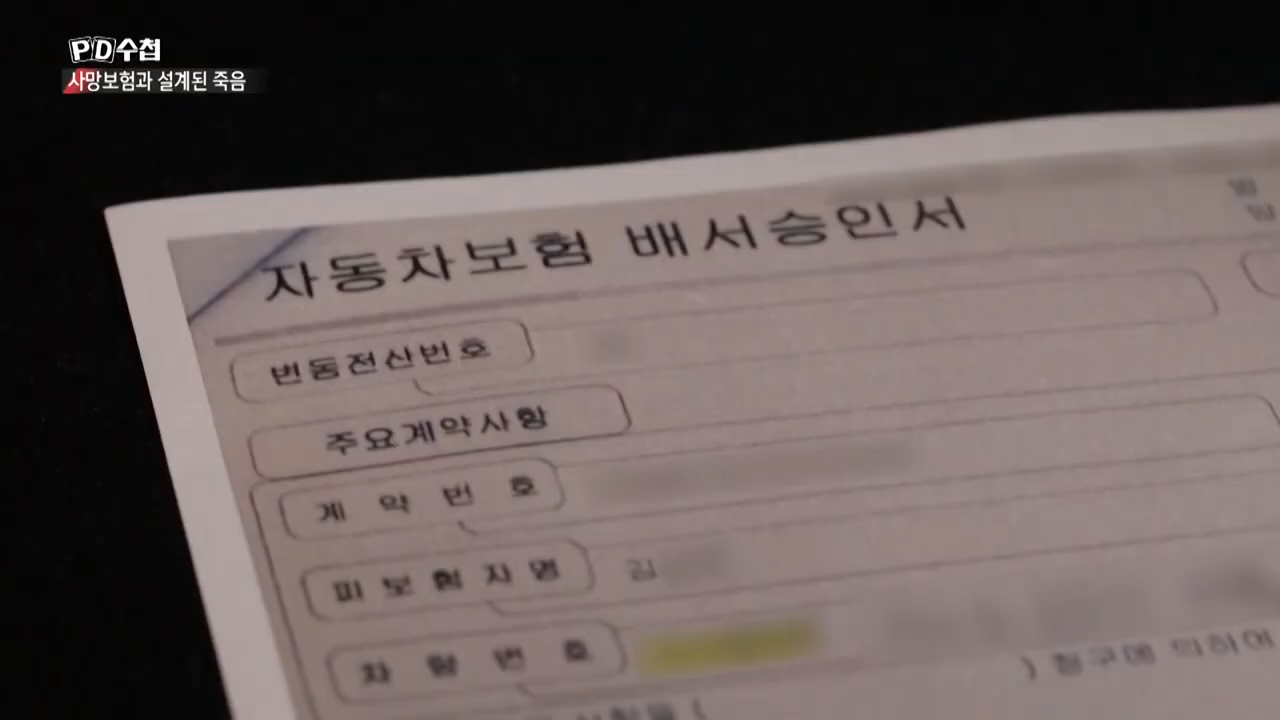 PD수첩
사망보험과 설계된 죽음
자동차보험 배서승인서
변동전산번호
주요계약사항
계 약 번 호
피 보 험 자 명 김
차 량 번 호
) 청구에 의하여